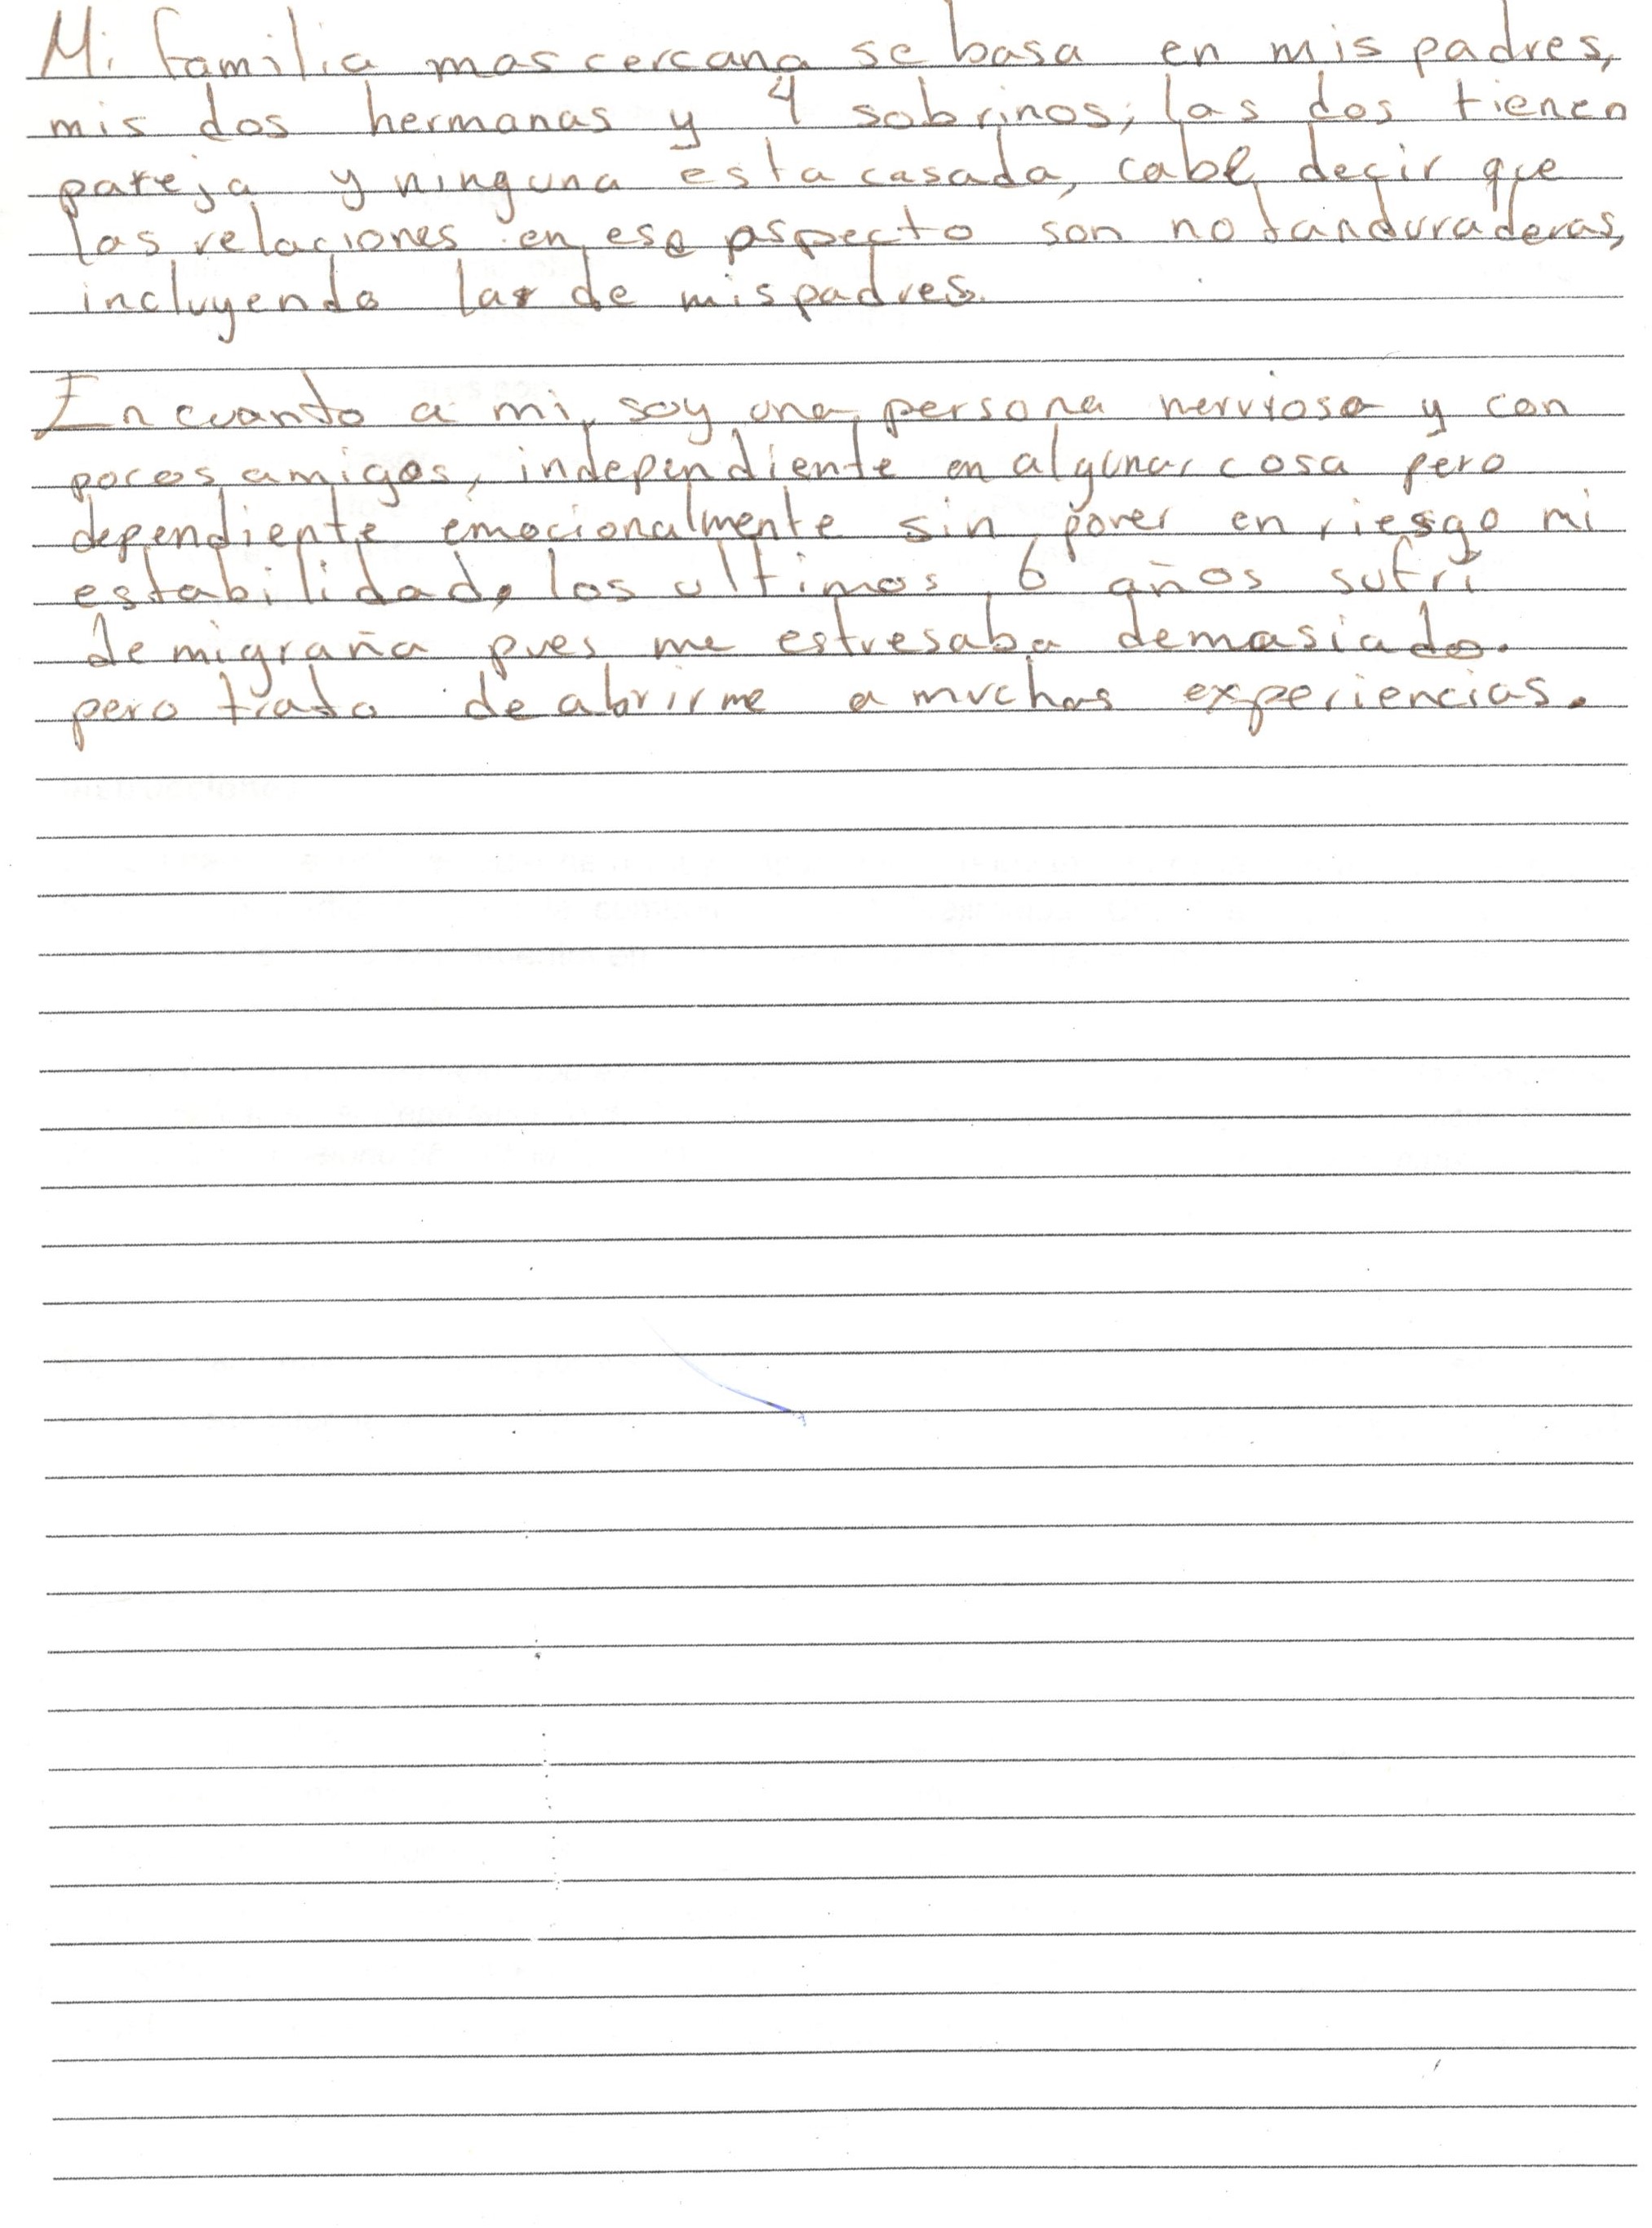 Mi familia mas cercana se basa en mis padres,
mis dos hermanas y 4 sobrinos; las dos tienen
pareja y ninguna esta casada, cabe decir que
las relaciones en ese aspecto son no tan duraderas,
incluyendo las de mis padres.
En cuanto a mi, soy una persona nerviosa y con
pocos amigos, independiente en algunas cosa pero
dependiente emocionalmente sin poner en riesgo mi
estabilidad, los ultimos 6 años sufri
de migraña pues me estresaba demasiado.
pero trato de abrirme a muchas experiencias.